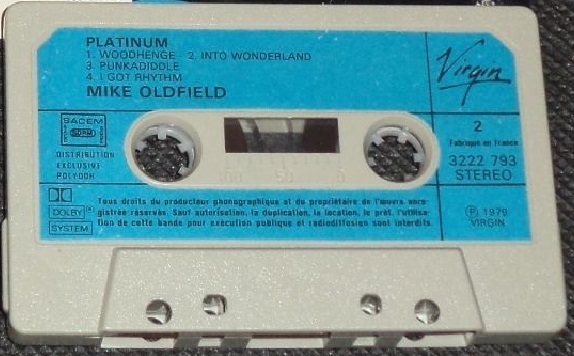 PLATINUM
1. WOODHENGE 2. INTO WONDERLAND
3. PUNKADIDDLE
4. I GOT RHYTHM
MIKE OLDFIELD
Virgin
SACEM
SDRM
DISTRIBUTION
EXCLUSIVE
POLYDOR
2
Fabriqué en France
3222 793
STEREO
DOLBY
SYSTEM
Tous droits du producteur phonographique et du propriétaire de l'œuvre enre-
gistrée réservés. Sauf autorisation, la duplication, la location, le prêt, l'utilisa-
tion de cette bande pour exécution publique et radiodiffusion sont interdits.
Ⓟ 1979
VIRGIN
100 50 0